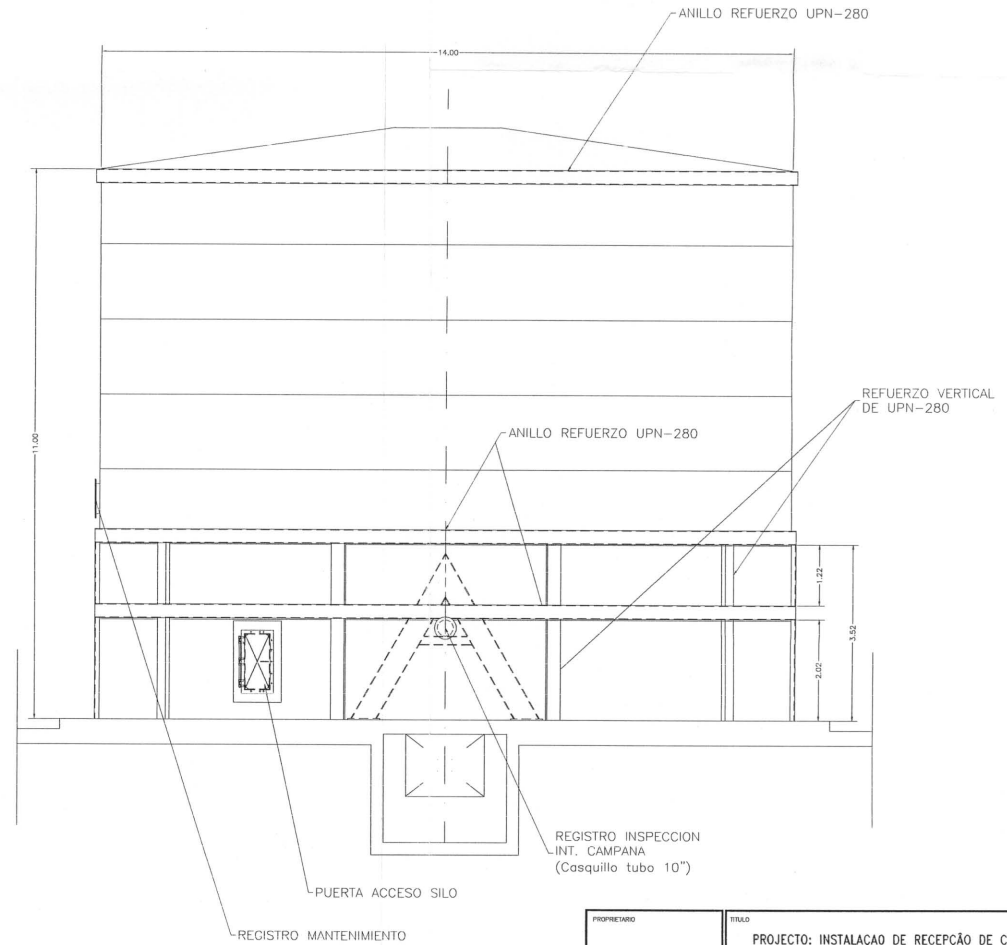 ANILLO REFUERZO UPN-280
14.00
11.00
REFUERZO VERTICAL
DE UPN-280
ANILLO REFUERZO UPN-280
1.22
3.52
2.02
REGISTRO INSPECCION
INT. CAMPANA
(Casquillo tubo 10")
PUERTA ACCESO SILO
REGISTRO MANTENIMIENTO
PROPRIETARIO
TITULO
PROJECTO: INSTALAÇAO DE RECEPÇÃO DE C